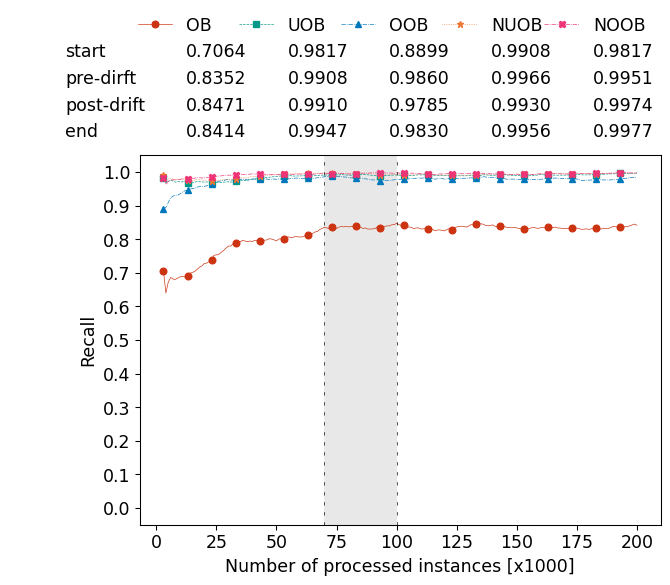 OB UOB OOB NUOB NOOB
start 0.7064 0.9817 0.8899 0.9908 0.9817
pre-dirft 0.8352 0.9908 0.9860 0.9966 0.9951
post-drift 0.8471 0.9910 0.9785 0.9930 0.9974
end 0.8414 0.9947 0.9830 0.9956 0.9977
1.0
0.9
0.8
0.7
0.6
0.5
0.4
0.3
0.2
0.1
0.0
Recall
0 25 50 75 100 125 150 175 200
Number of processed instances [x1000]